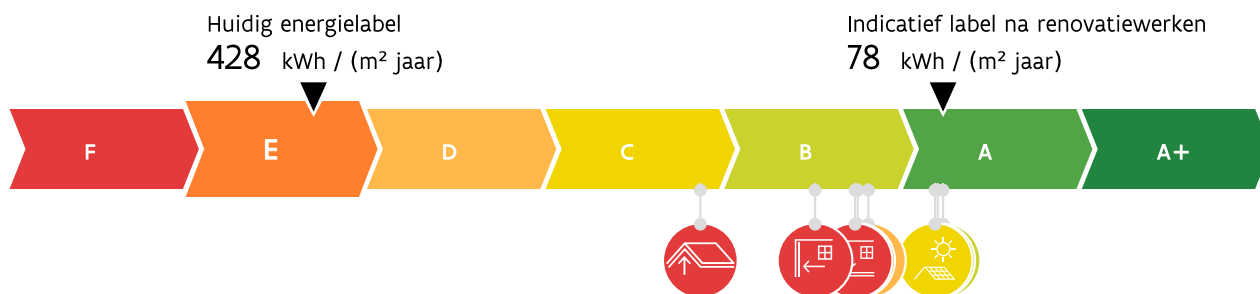 Huidig energielabel
428 kWh / (m² jaar)
Indicatief label na renovatiewerken
78 kWh / (m² jaar)
F E D C B A A+